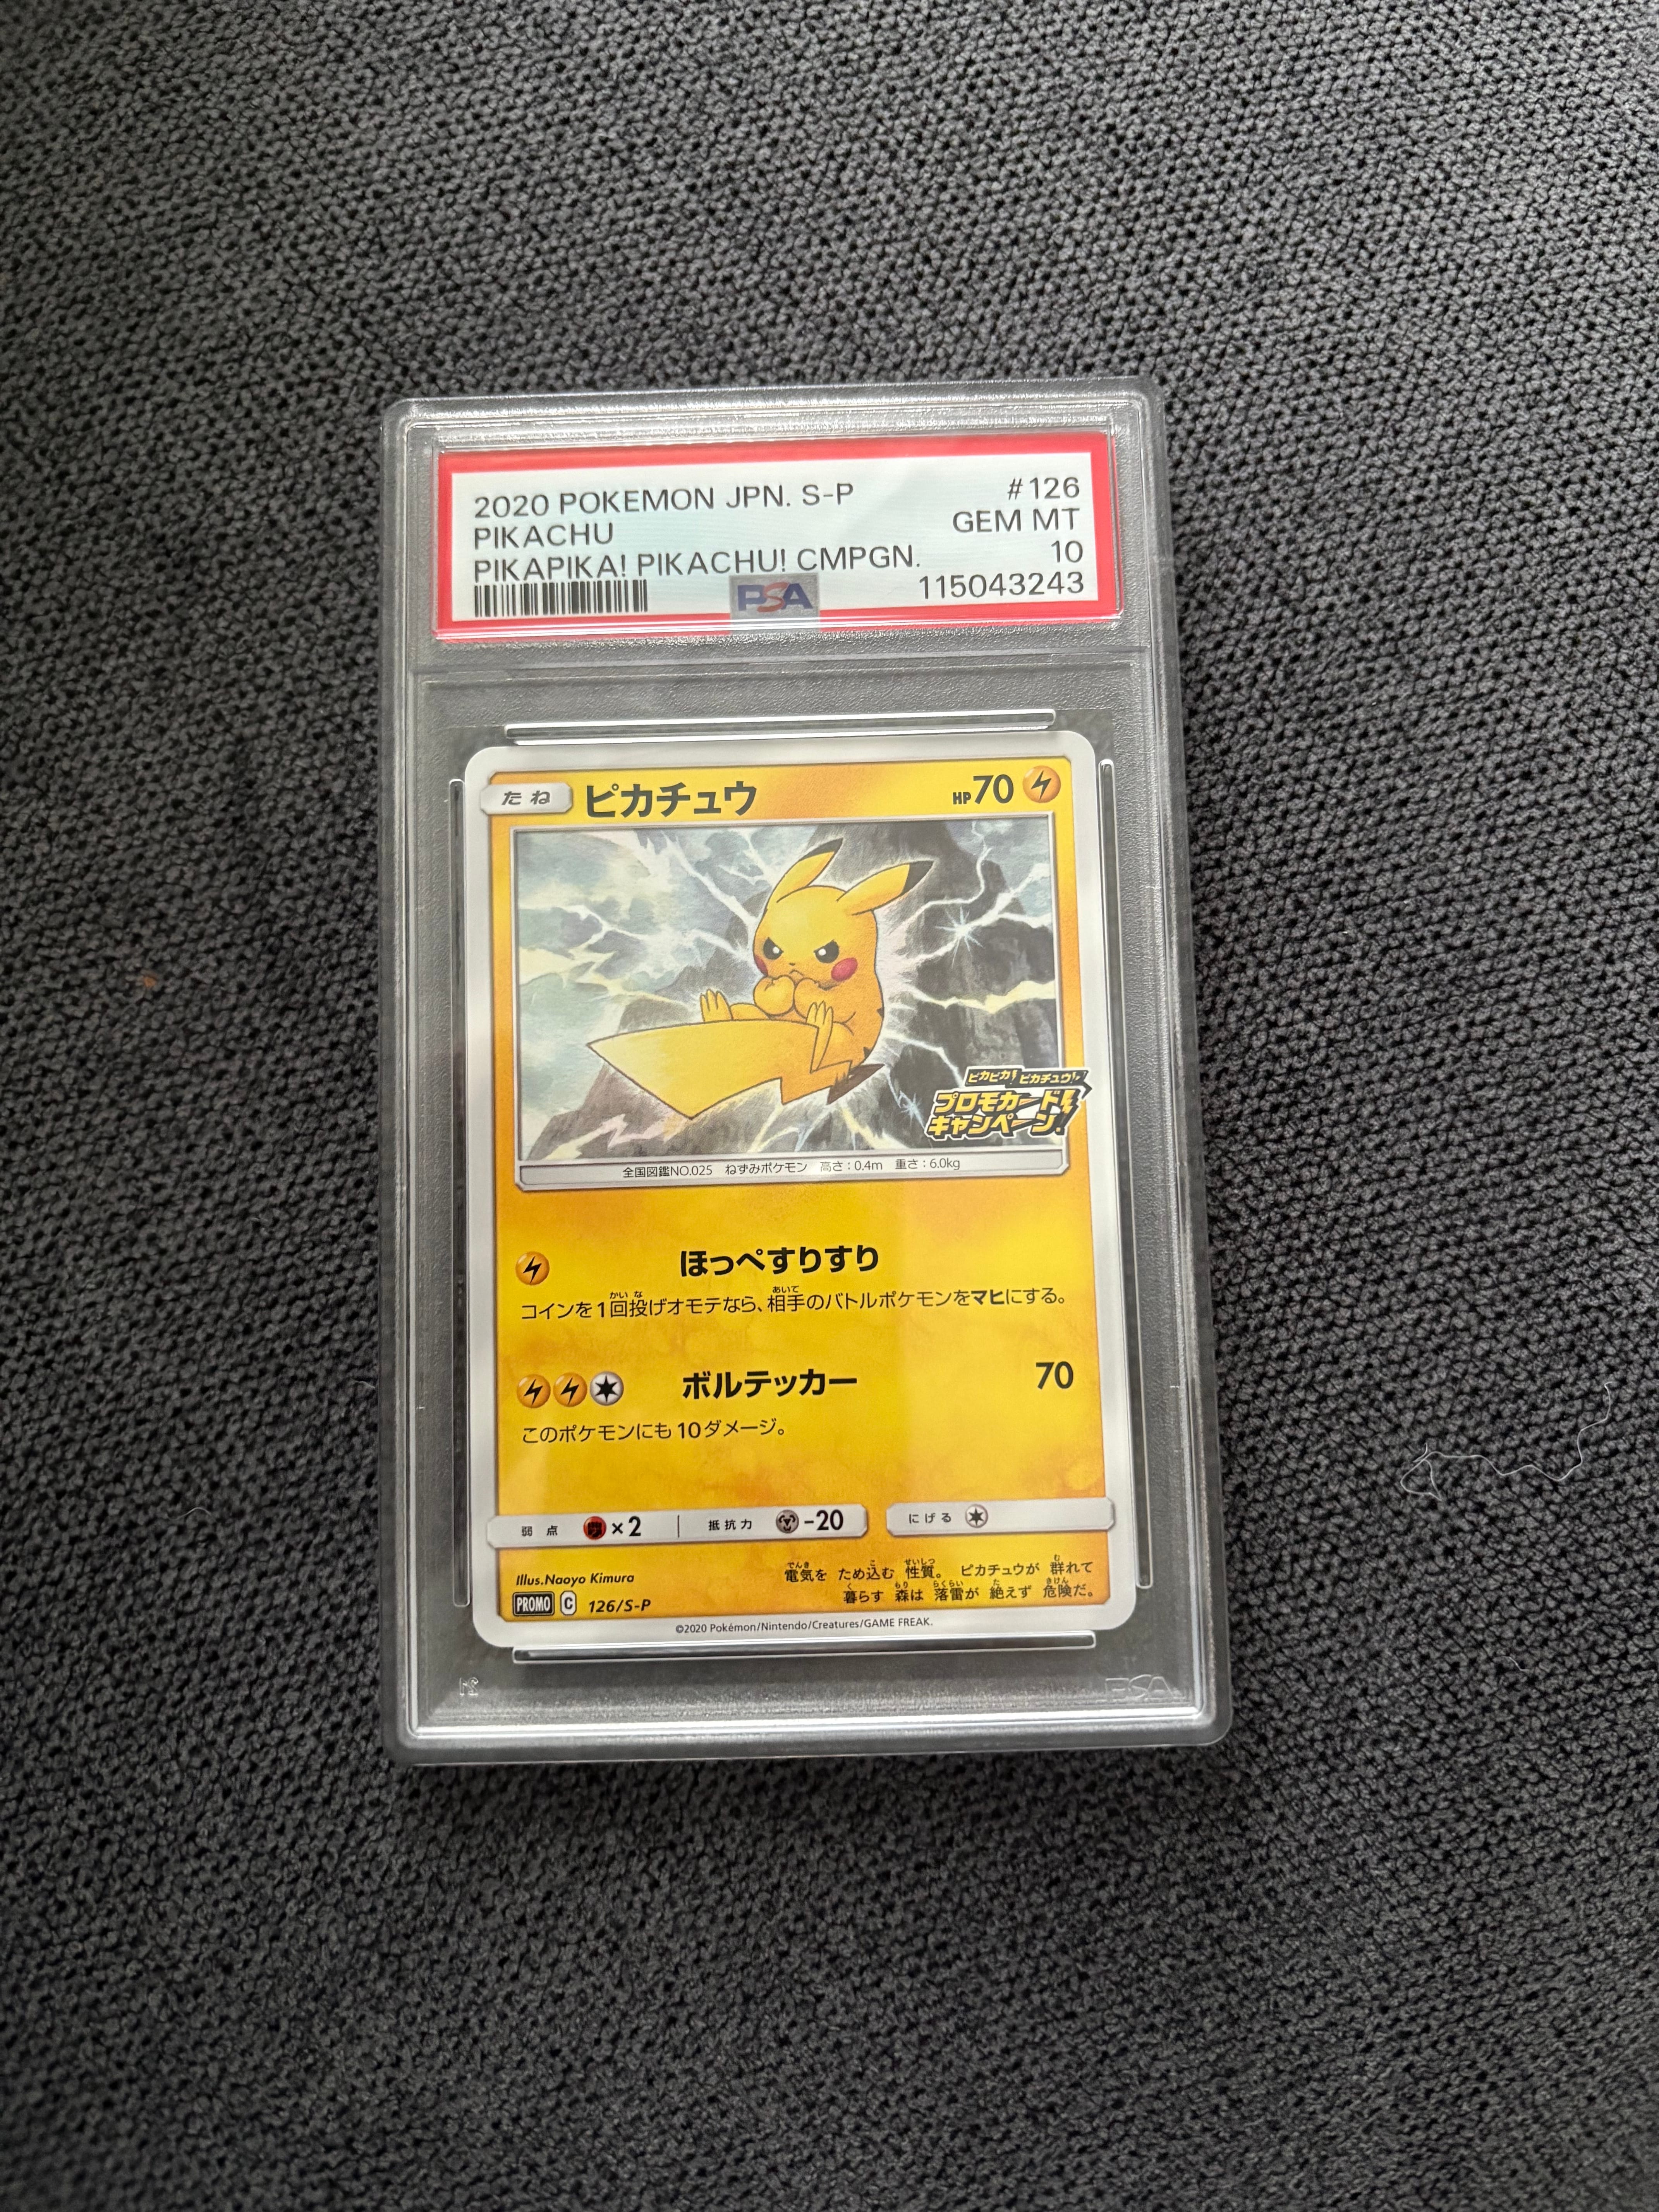 2020 POKEMON JPN. S-P #126
PIKACHU GEM MT
PIKAPIKA! PIKACHU! CMPGN. 10
PSA 115043243
たね ピカチュウ HP70
ピカピカ! ピカチュウ!
プロモカード
キャンペーン!
全国図鑑NO.025 ねずみポケモン 高さ:0.4m 重さ:6.0kg
ほっぺすりすり
コインを1回投げオモテなら、相手のバトルポケモンをマヒにする。
ボルテッカー 70
このポケモンにも10ダメージ。
弱点 ×2 抵抗力 -20 にげる
Illus.Naoyo Kimura
電気を ため込む 性質。 ピカチュウが 群れて
暮らす 森は 落雷が 絶えず 危険だ。
PROMO C 126/S-P
©2020 Pokémon/Nintendo/Creatures/GAME FREAK.
PSA